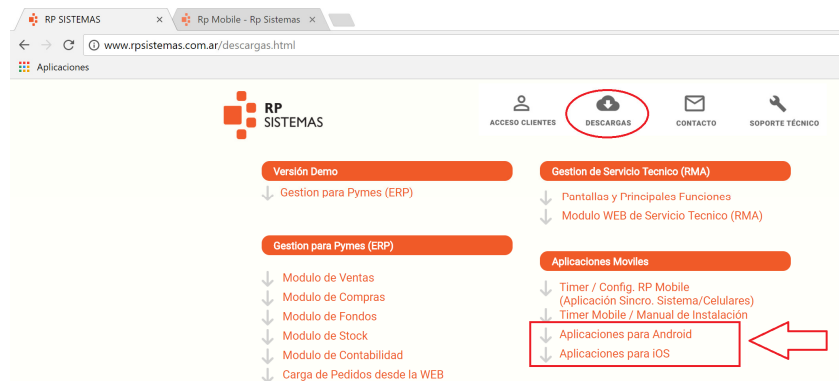 RP SISTEMAS
Rp Mobile - Rp Sistemas
www.rpsistemas.com.ar/descargas.html
Aplicaciones
RP
SISTEMAS
ACCESO CLIENTES
DESCARGAS
CONTACTO
SOPORTE TÉCNICO
Versión Demo
Gestion para Pymes (ERP)
Gestion para Pymes (ERP)
Modulo de Ventas
Modulo de Compras
Modulo de Fondos
Modulo de Stock
Modulo de Contabilidad
Carga de Pedidos desde la WEB
Gestion de Servicio Tecnico (RMA)
Pantallas y Principales Funciones
Modulo WEB de Servicio Tecnico (RMA)
Aplicaciones Moviles
Timer / Config. RP Mobile
(Aplicación Sincro. Sistema/Celulares)
Timer Mobile / Manual de Instalación
Aplicaciones para Android
Aplicaciones para iOS